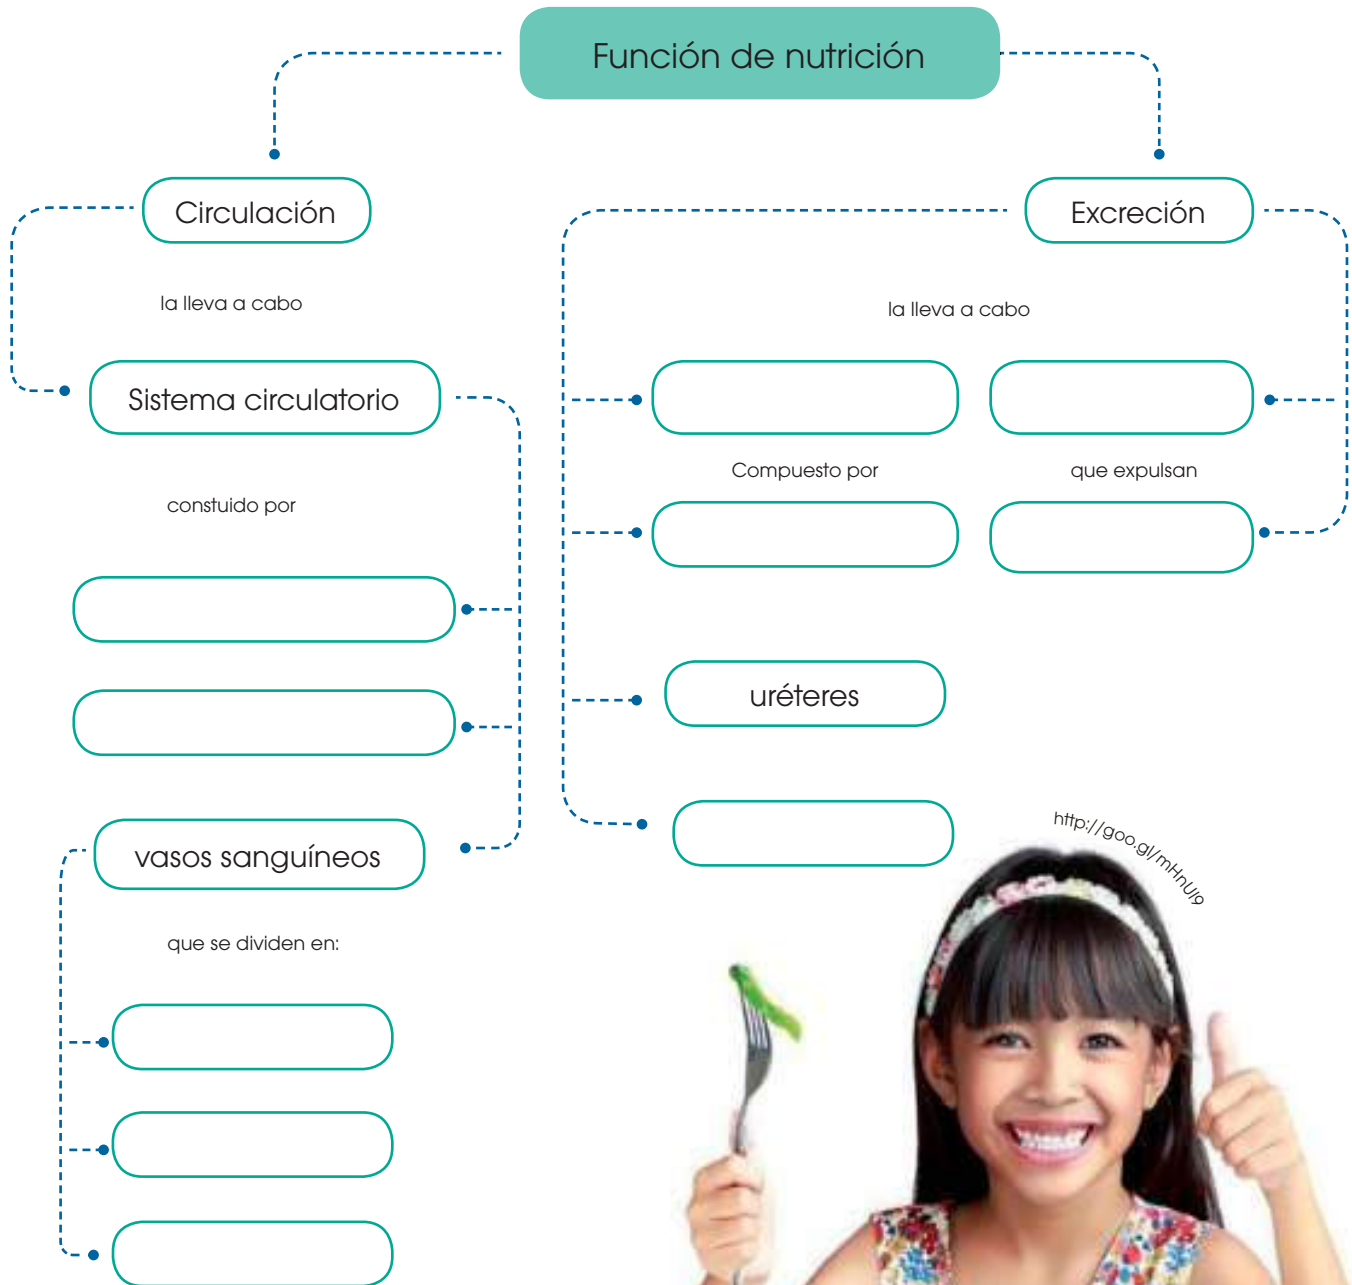 Función de nutrición
Circulación
Excreción
la lleva a cabo
la lleva a cabo
Sistema circulatorio
Compuesto por
que expulsan
constuido por
uréteres
vasos sanguíneos
http://goo.gl/mHnUl9
que se dividen en: